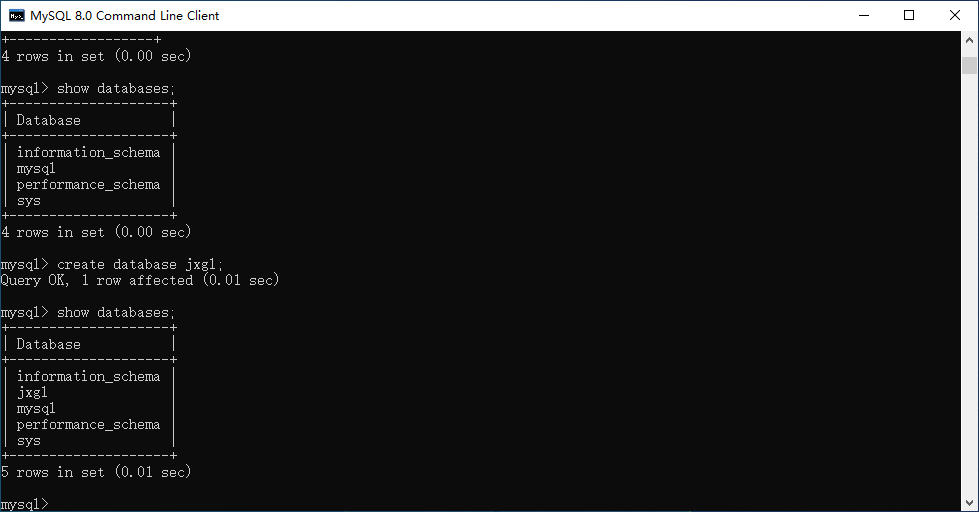 MySQL 8.0 Command Line Client
+------------------+
4 rows in set (0.00 sec)
mysql> show databases;
+--------------------+
| Database           |
+--------------------+
| information_schema |
| mysql              |
| performance_schema |
| sys                |
+--------------------+
4 rows in set (0.00 sec)
mysql> create database jxgl;
Query OK, 1 row affected (0.01 sec)
mysql> show databases;
+--------------------+
| Database           |
+--------------------+
| information_schema |
| jxgl               |
| mysql              |
| performance_schema |
| sys                |
+--------------------+
5 rows in set (0.01 sec)
mysql>